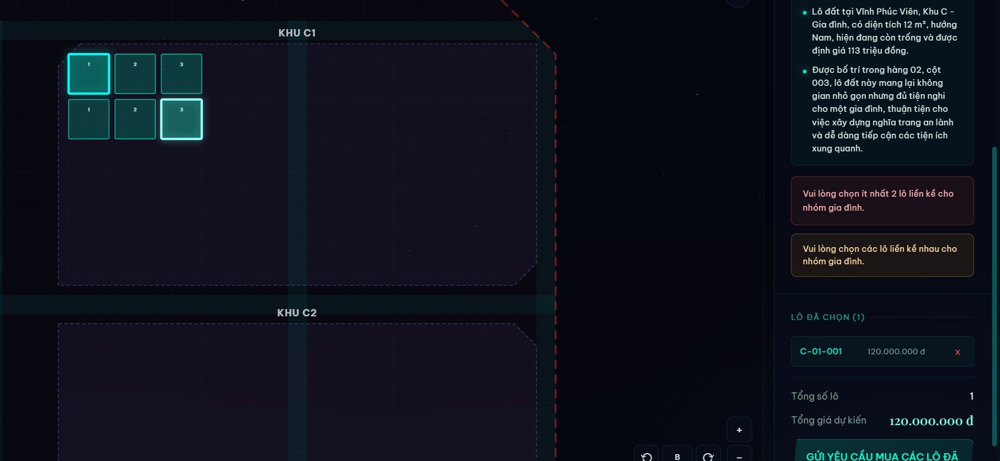 KHU C1
1
2
3
1
2
3
KHU C2
+
B
−
Lô đất tại Vĩnh Phúc Viên, Khu C –
Gia đình, có diện tích 12 m², hướng
Nam, hiện đang còn trống và được
định giá 113 triệu đồng.
Được bố trí trong hàng 02, cột
003, lô đất này mang lại không
gian nhỏ gọn nhưng đủ tiện nghi
cho một gia đình, thuận tiện cho
việc xây dựng nghĩa trang an lành
và dễ dàng tiếp cận các tiện ích
xung quanh.
Vui lòng chọn ít nhất 2 lô liền kề cho
nhóm gia đình.
Vui lòng chọn các lô liền kề nhau cho
nhóm gia đình.
LÔ ĐÃ CHỌN (1)
C-01-001 120.000.000 đ x
Tổng số lô 1
Tổng giá dự kiến 120.000.000 đ
GỬI YÊU CẦU MUA CÁC LÔ ĐÃ